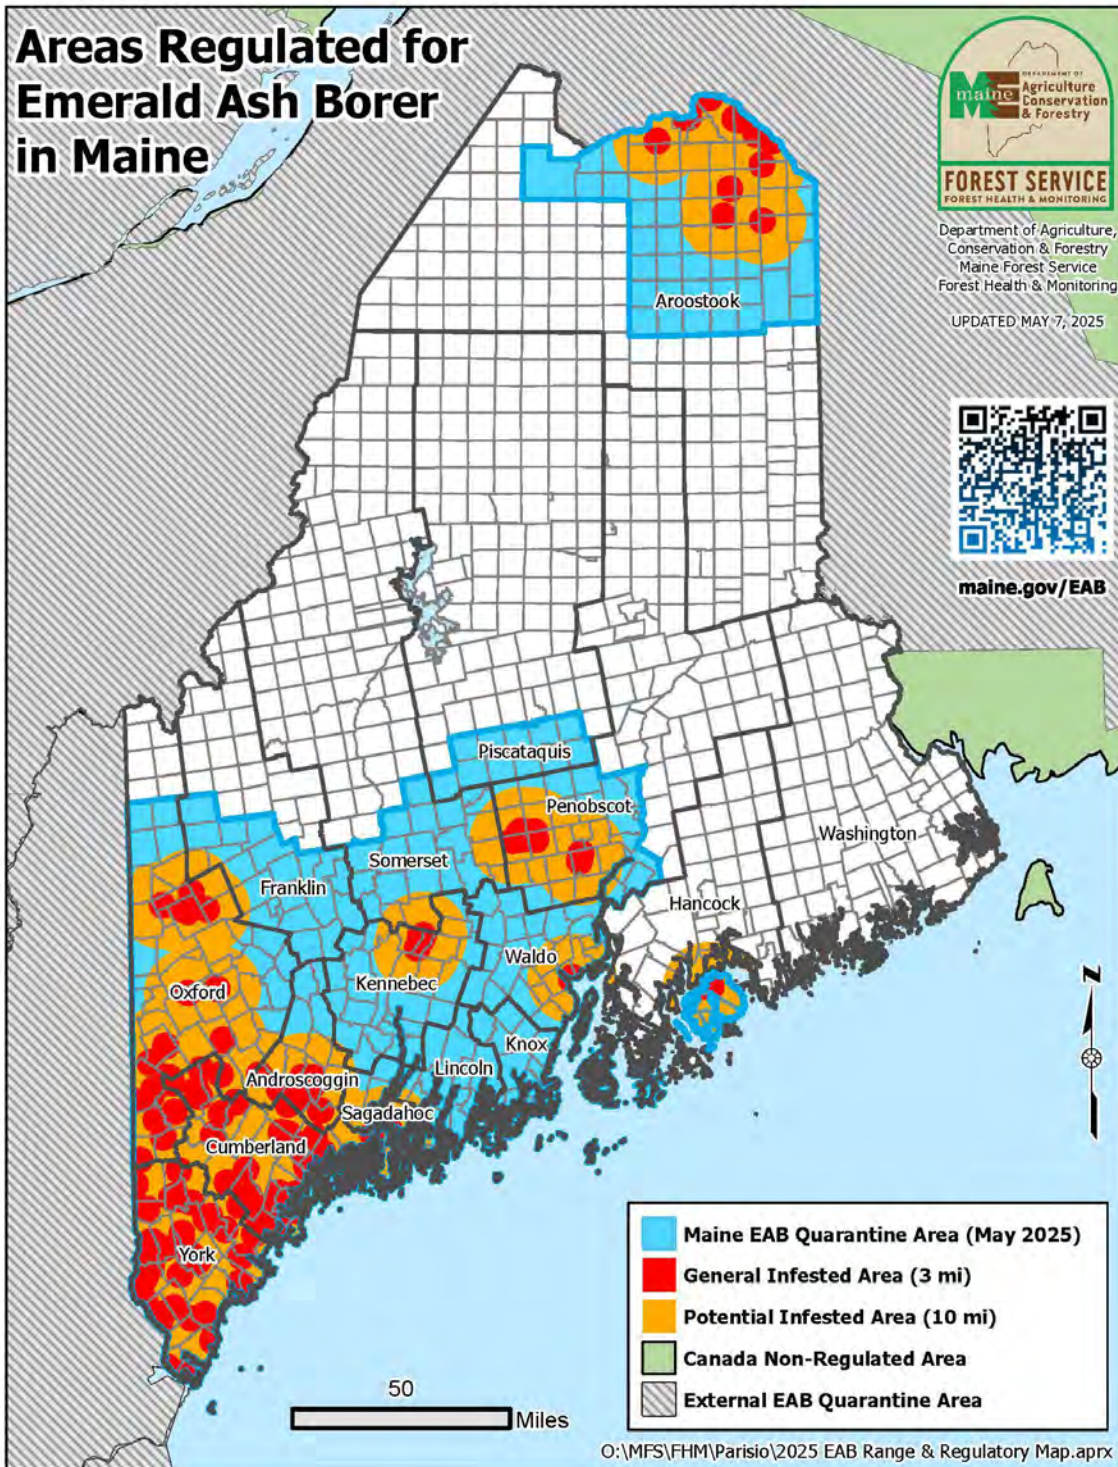 Areas Regulated for
Emerald Ash Borer
in Maine
DEPARTMENT OF
maine Agriculture
Conservation
& Forestry
FOREST SERVICE
FOREST HEALTH & MONITORING
Department of Agriculture,
Conservation & Forestry
Maine Forest Service
Forest Health & Monitoring
UPDATED MAY 7, 2025
maine.gov/EAB
Aroostook
Piscataquis
Penobscot
Somerset
Washington
Franklin
Hancock
Waldo
Kennebec
Oxford
Knox
Lincoln
Androscoggin
Sagadahoc
Cumberland
York
N
Maine EAB Quarantine Area (May 2025)
General Infested Area (3 mi)
Potential Infested Area (10 mi)
Canada Non-Regulated Area
External EAB Quarantine Area
50
Miles
O:\MFS\FHM\Parisio\2025 EAB Range & Regulatory Map.aprx